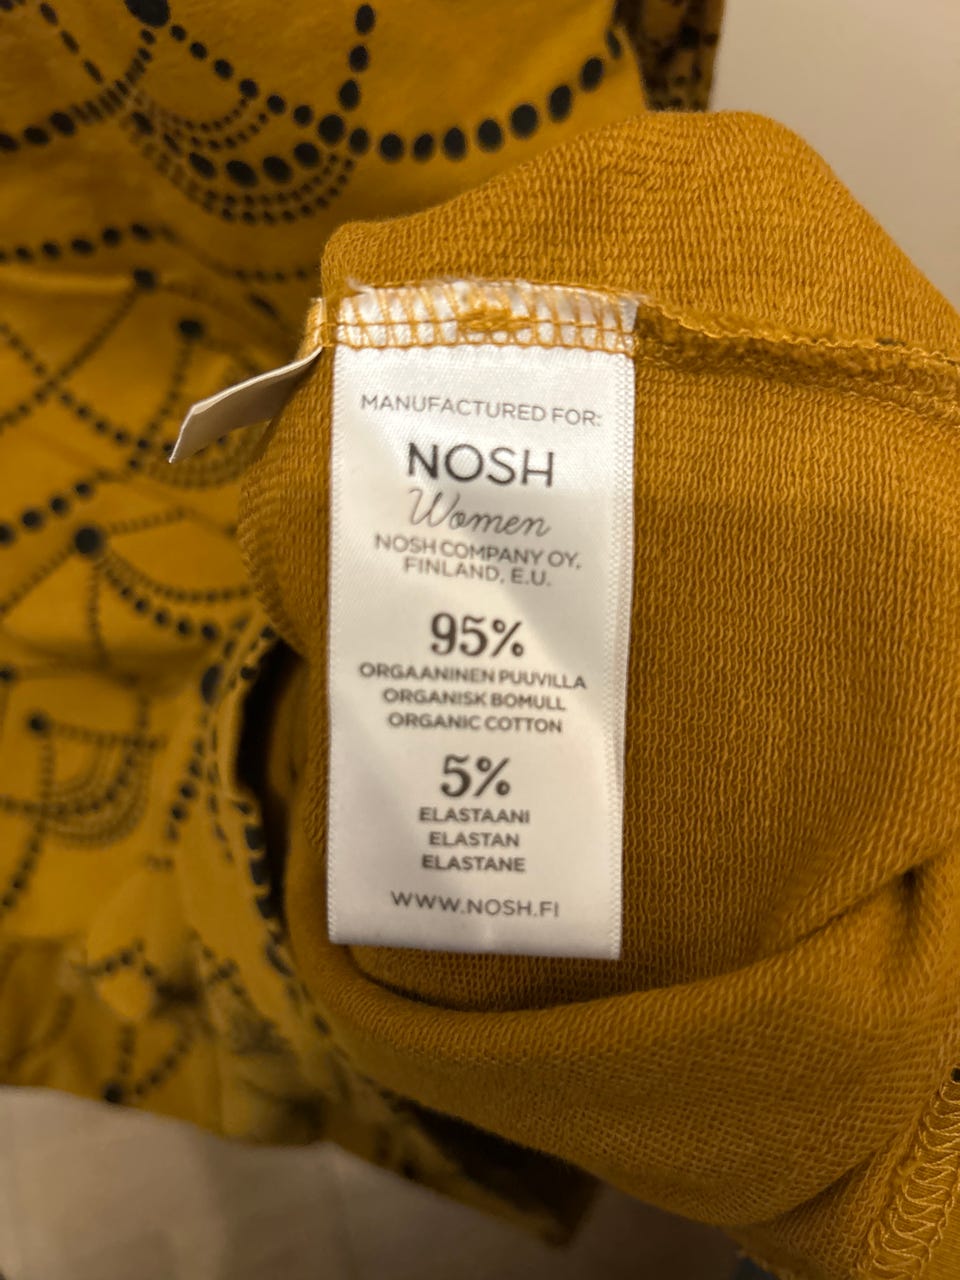 MANUFACTURED FOR:
NOSH
Women
NOSH COMPANY OY,
FINLAND, E.U.
95%
ORGAANINEN PUUVILLA
ORGANISK BOMULL
ORGANIC COTTON
5%
ELASTAANI
ELASTAN
ELASTANE
WWW.NOSH.FI